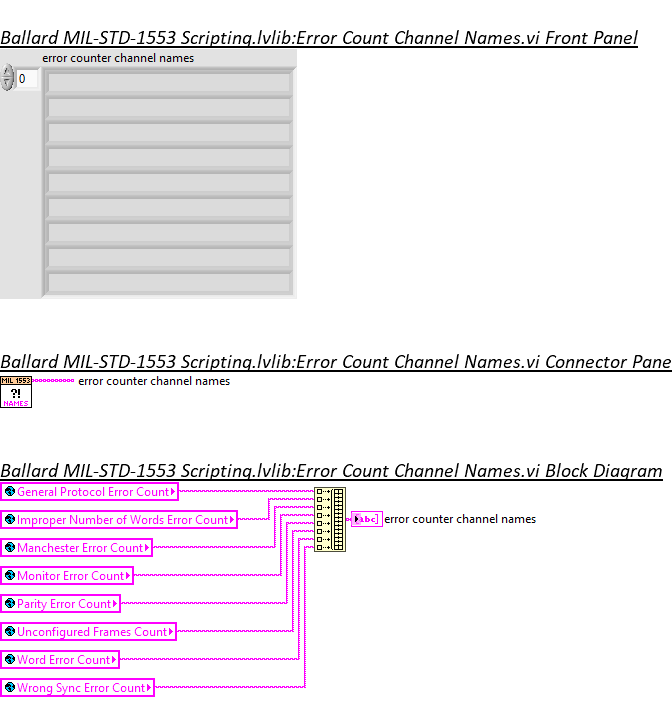 Ballard MIL-STD-1553 Scripting.lvlib:Error Count Channel Names.vi Front Panel
error counter channel names
0
Ballard MIL-STD-1553 Scripting.lvlib:Error Count Channel Names.vi Connector Pane
MIL 1553
error counter channel names
?!
NAMES
Ballard MIL-STD-1553 Scripting.lvlib:Error Count Channel Names.vi Block Diagram
General Protocol Error Count
Improper Number of Words Error Count
abc
error counter channel names
Manchester Error Count
Monitor Error Count
Parity Error Count
Unconfigured Frames Count
Word Error Count
Wrong Sync Error Count